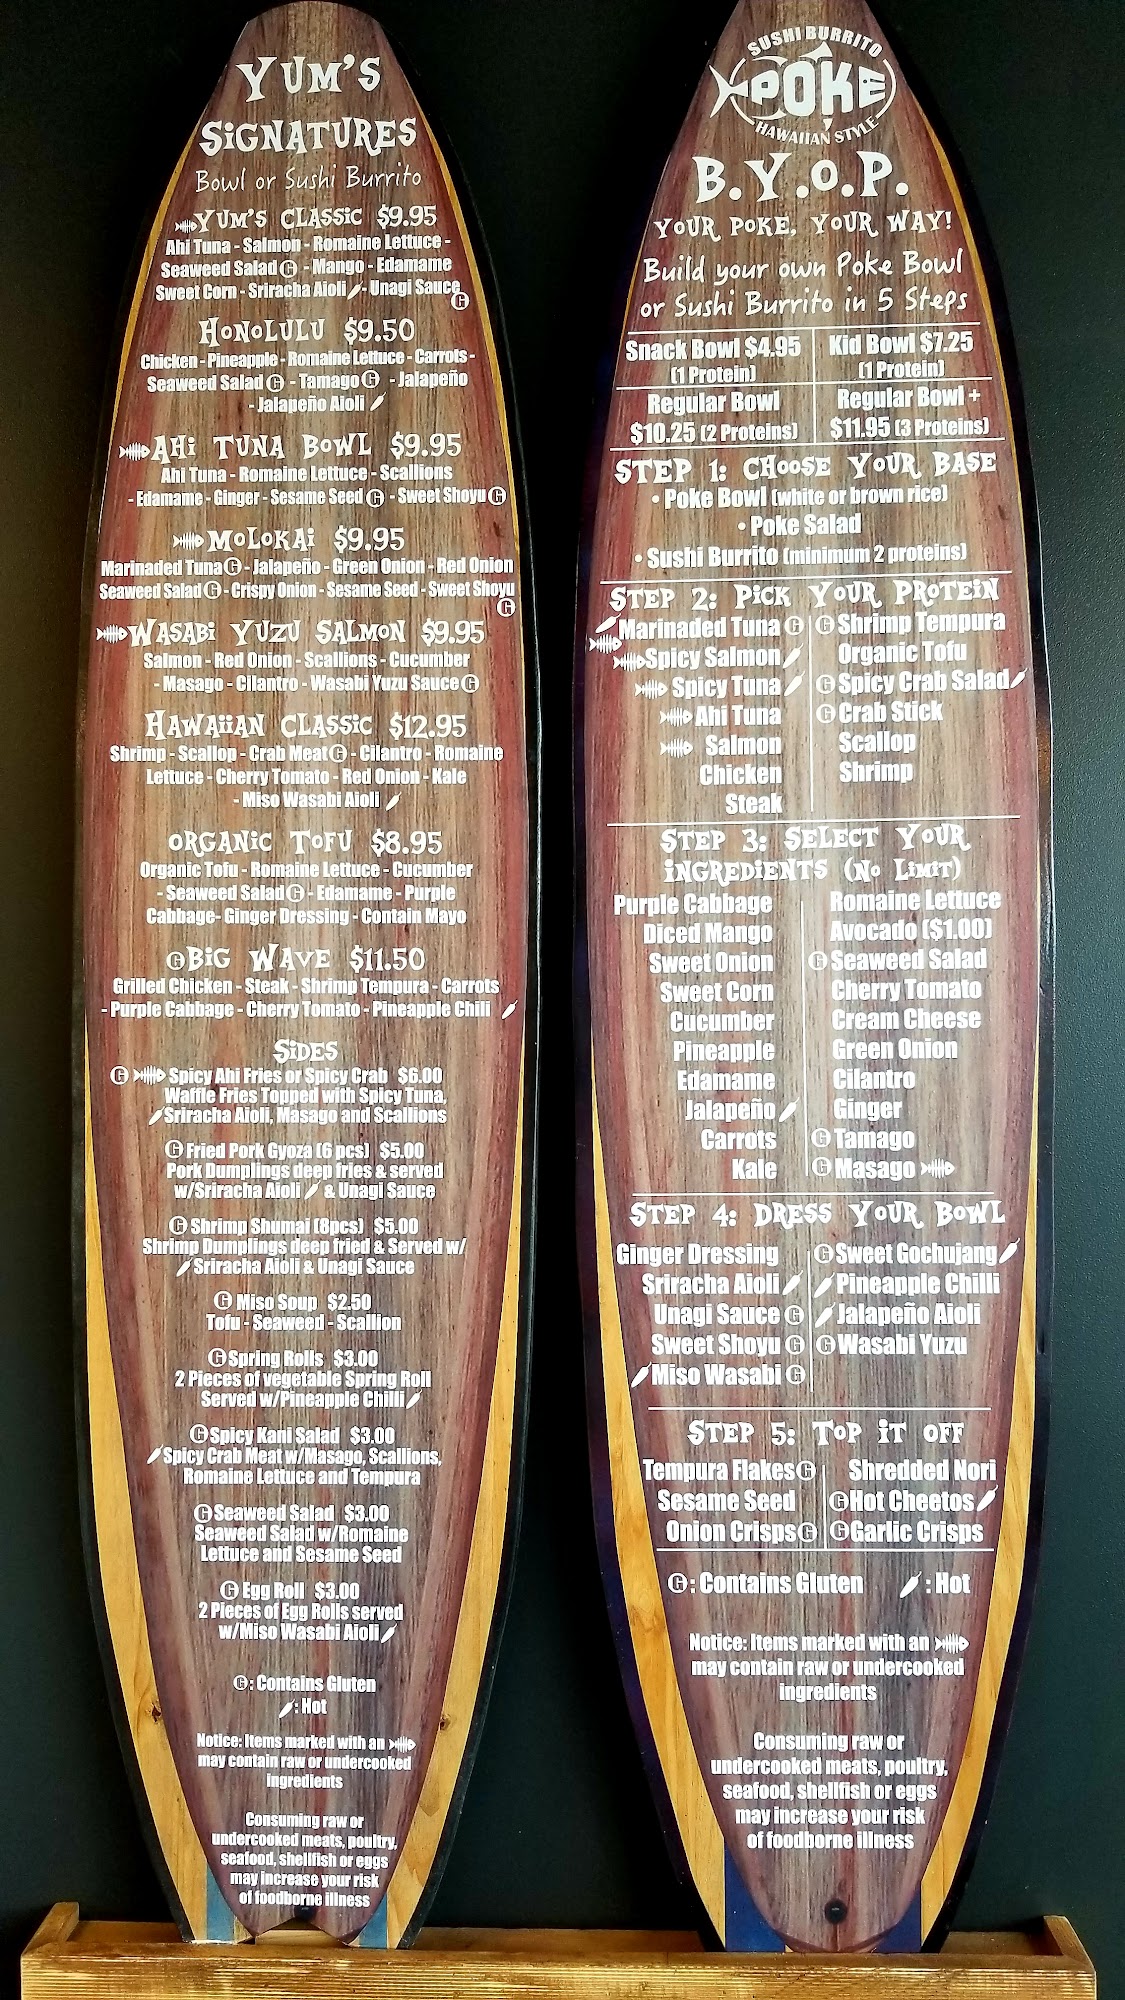 YUM'S
SiGNATURES
Bowl or Sushi Burrito
YUM'S CLASSiC $9.95
Ahi Tuna - Salmon - Romaine Lettuce -
Seaweed Salad G - Mango - Edamame
Sweet Corn - Sriracha Aioli - Unagi Sauce
G
HONOLULU $9.50
Chicken - Pineapple - Romaine Lettuce - Carrots -
Seaweed Salad G - Tamago G - Jalapeño
- Jalapeño Aioli
AHi TUNA BOWL $9.95
Ahi Tuna - Romaine Lettuce - Scallions
- Edamame - Ginger - Sesame Seed G - Sweet Shoyu G
MOLOKAi $9.95
Marinaded Tuna G - Jalapeño - Green Onion - Red Onion
Seaweed Salad G - Crispy Onion - Sesame Seed - Sweet Shoyu
G
WASABi YUZU SALMON $9.95
Salmon - Red Onion - Scallions - Cucumber
- Masago - Cilantro - Wasabi Yuzu Sauce G
HAWAiiAN CLASSiC $12.95
Shrimp - Scallop - Crab Meat G - Cilantro - Romaine
Lettuce - Cherry Tomato - Red Onion - Kale
- Miso Wasabi Aioli
ORGANiC TOFU $8.95
Organic Tofu - Romaine Lettuce - Cucumber
- Seaweed Salad G - Edamame - Purple
Cabbage- Ginger Dressing - Contain Mayo
G BiG WAVE $11.50
Grilled Chicken - Steak - Shrimp Tempura - Carrots
- Purple Cabbage - Cherry Tomato - Pineapple Chili
SiDES
G Spicy Ahi Fries or Spicy Crab $6.00
Waffle Fries Topped with Spicy Tuna,
Sriracha Aioli, Masago and Scallions
G Fried Pork Gyoza (6 pcs) $5.00
Pork Dumplings deep fries & served
w/Sriracha Aioli & Unagi Sauce
G Shrimp Shumai (8pcs) $5.00
Shrimp Dumplings deep fried & Served w/
Sriracha Aioli & Unagi Sauce
G Miso Soup $2.50
Tofu - Seaweed - Scallion
G Spring Rolls $3.00
2 Pieces of vegetable Spring Roll
Served w/Pineapple Chilli
G Spicy Kani Salad $3.00
Spicy Crab Meat w/Masago, Scallions,
Romaine Lettuce and Tempura
G Seaweed Salad $3.00
Seaweed Salad w/Romaine
Lettuce and Sesame Seed
G Egg Roll $3.00
2 Pieces of Egg Rolls served
w/Miso Wasabi Aioli
G : Contains Gluten
: Hot
Notice: Items marked with an
may contain raw or undercooked
ingredients
Consuming raw or
undercooked meats, poultry,
seafood, shellfish or eggs
may increase your risk
of foodborne illness
SUSHI BURRITO
POKE
HAWAIIAN STYLE
B.Y.O.P.
YOUR POKE, YOUR WAY!
Build your own Poke Bowl
or Sushi Burrito in 5 Steps
Snack Bowl $4.95 Kid Bowl $7.25
(1 Protein) (1 Protein)
Regular Bowl Regular Bowl +
$10.25 (2 Proteins) $11.95 (3 Proteins)
STEP 1: CHOOSE YOUR BASE
• Poke Bowl (white or brown rice)
• Poke Salad
• Sushi Burrito (minimum 2 proteins)
STEP 2: PiCK YOUR PROTEiN
Marinaded Tuna G G Shrimp Tempura
Spicy Salmon Organic Tofu
Spicy Tuna G Spicy Crab Salad
Ahi Tuna G Crab Stick
Salmon Scallop
Chicken Shrimp
Steak
STEP 3: SELECT YOUR
iNGREDiENTS (No LiMiT)
Purple Cabbage Romaine Lettuce
Diced Mango Avocado ($1.00)
Sweet Onion G Seaweed Salad
Sweet Corn Cherry Tomato
Cucumber Cream Cheese
Pineapple Green Onion
Edamame Cilantro
Jalapeño Ginger
Carrots G Tamago
Kale G Masago
STEP 4: DRESS YOUR BOWL
Ginger Dressing G Sweet Gochujang
Sriracha Aioli Pineapple Chilli
Unagi Sauce G Jalapeño Aioli
Sweet Shoyu G G Wasabi Yuzu
Miso Wasabi G
STEP 5: TOP iT OFF
Tempura Flakes G Shredded Nori
Sesame Seed G Hot Cheetos
Onion Crisps G G Garlic Crisps
G : Contains Gluten : Hot
Notice: Items marked with an
may contain raw or undercooked
ingredients
Consuming raw or
undercooked meats, poultry,
seafood, shellfish or eggs
may increase your risk
of foodborne illness